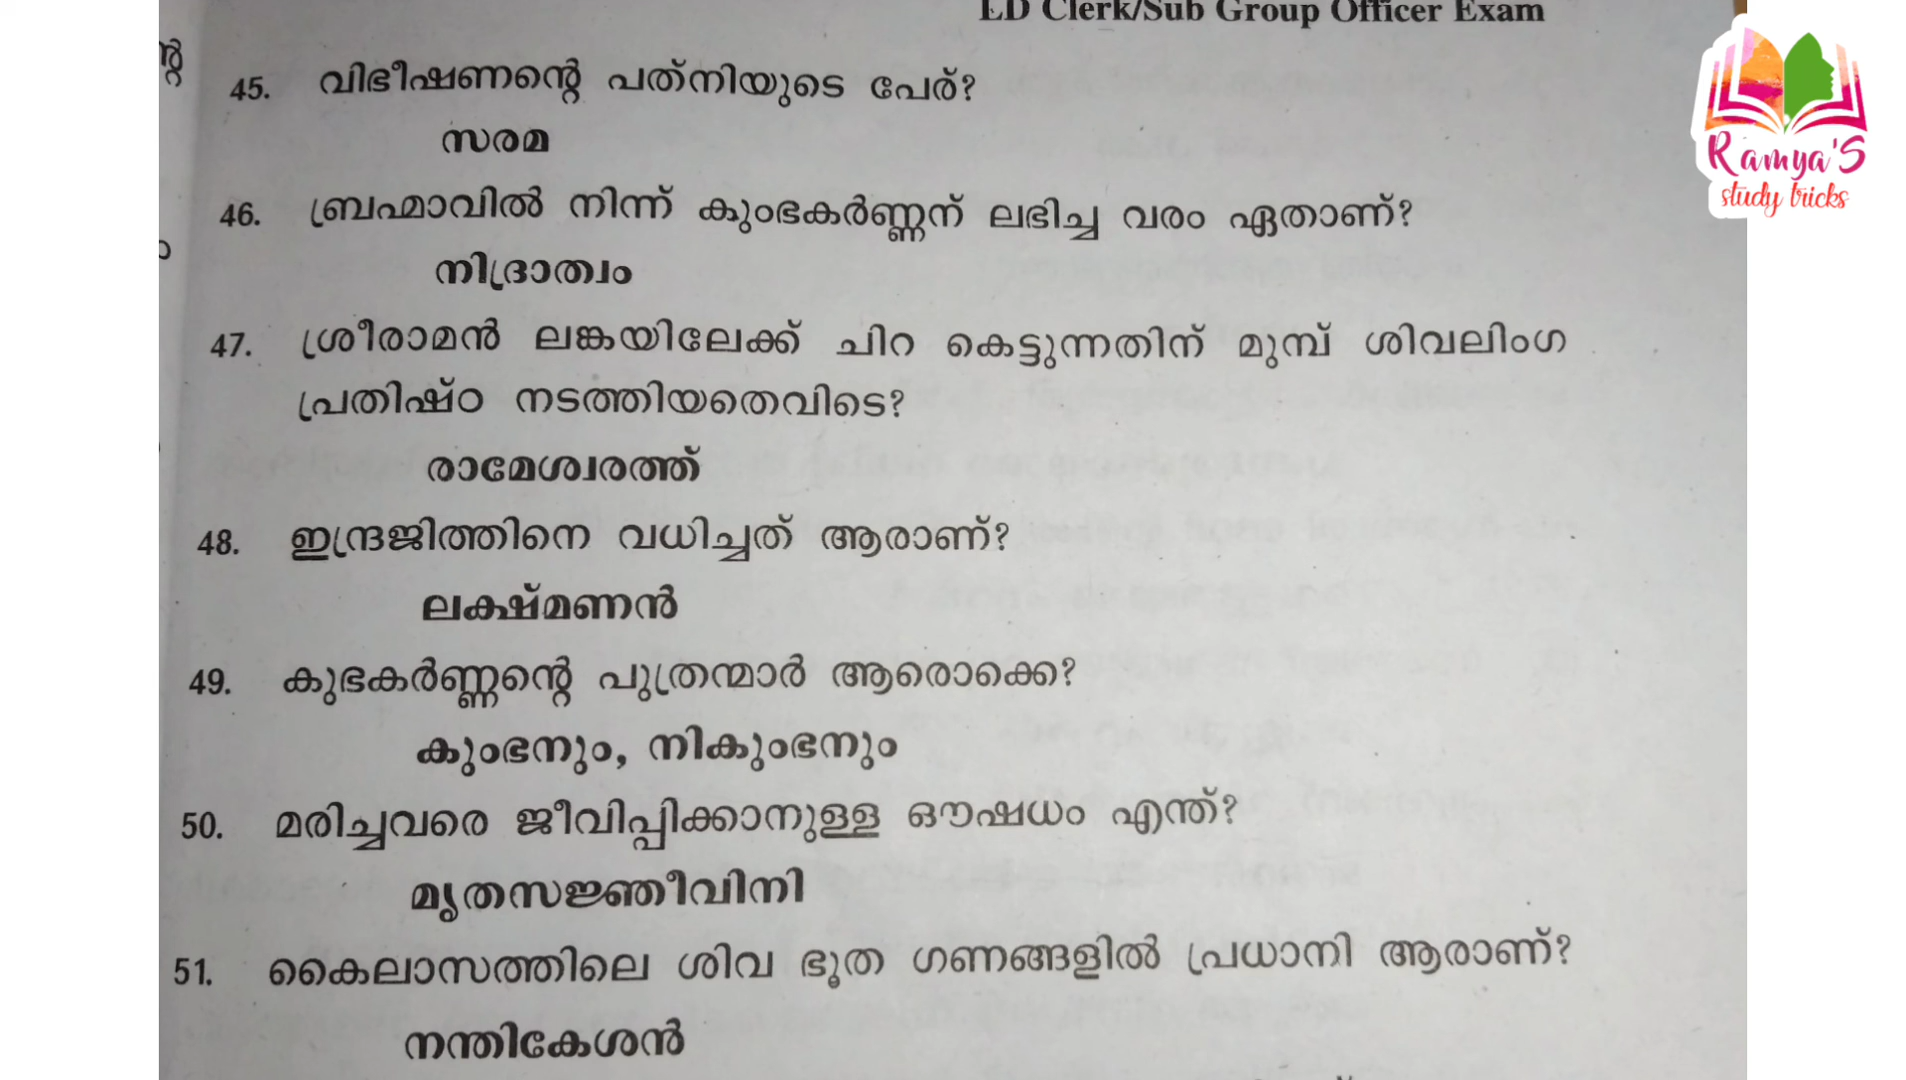 LD Clerk/Sub Group Officer Exam
45. വിഭീഷണന്റെ പത്നിയുടെ പേര്?
സരമ
46. ബ്രഹ്മാവിൽ നിന്ന് കുംഭകർണ്ണന് ലഭിച്ച വരം ഏതാണ്?
നിദ്രാത്വം
47. ശ്രീരാമൻ ലങ്കയിലേക്ക് ചിറ കെട്ടുന്നതിന് മുമ്പ് ശിവലിംഗ
പ്രതിഷ്ഠ നടത്തിയതെവിടെ?
രാമേശ്വരത്ത്
48. ഇന്ദ്രജിത്തിനെ വധിച്ചത് ആരാണ്?
ലക്ഷ്മണൻ
49. കുഭകർണ്ണന്റെ പുത്രന്മാർ ആരൊക്കെ?
കുംഭനും, നികുംഭനും
50. മരിച്ചവരെ ജീവിപ്പിക്കാനുള്ള ഔഷധം എന്ത്?
മൃതസഞ്ജീവിനി
51. കൈലാസത്തിലെ ശിവ ഭൂത ഗണങ്ങളിൽ പ്രധാനി ആരാണ്?
നന്തികേശൻ
Ramya'S
study tricks